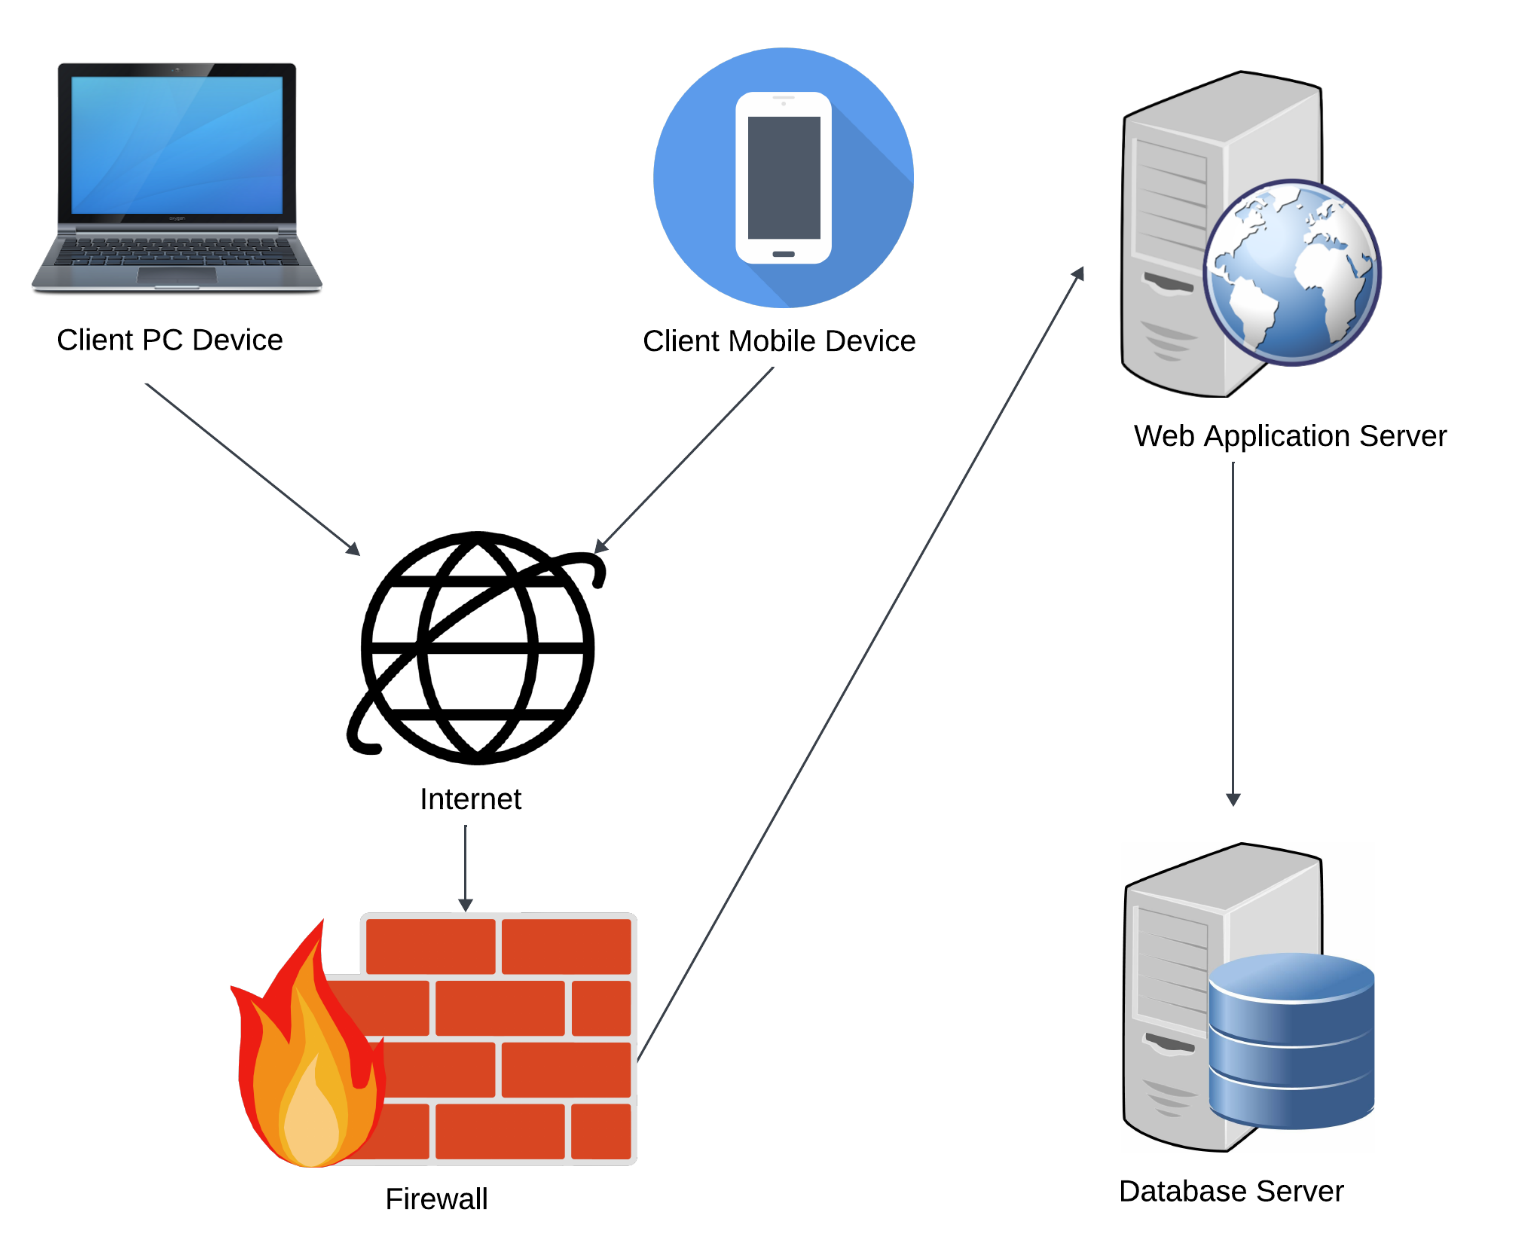 Client PC Device
Client Mobile Device
Web Application Server
Internet
Firewall
Database Server